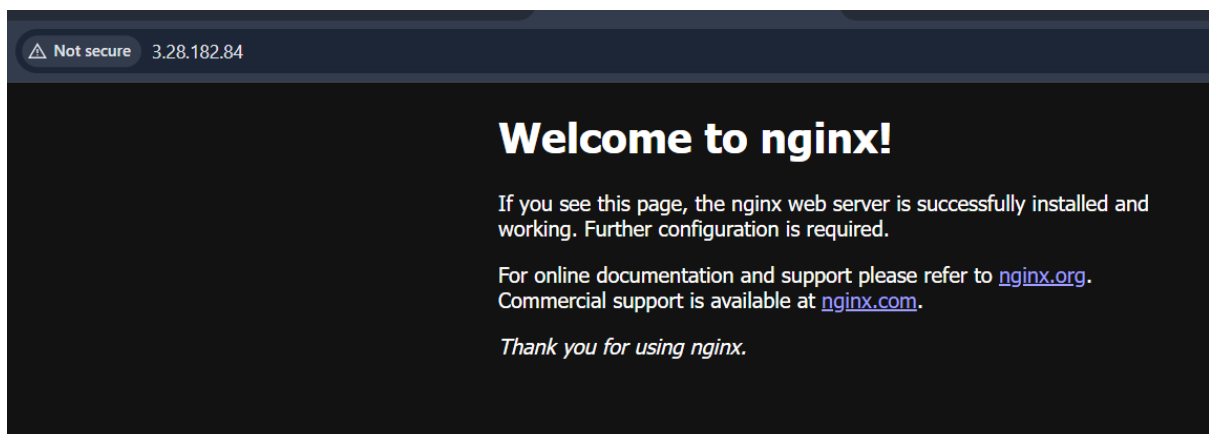 Not secure 3.28.182.84
Welcome to nginx!
If you see this page, the nginx web server is successfully installed and
working. Further configuration is required.
For online documentation and support please refer to nginx.org.
Commercial support is available at nginx.com.
Thank you for using nginx.